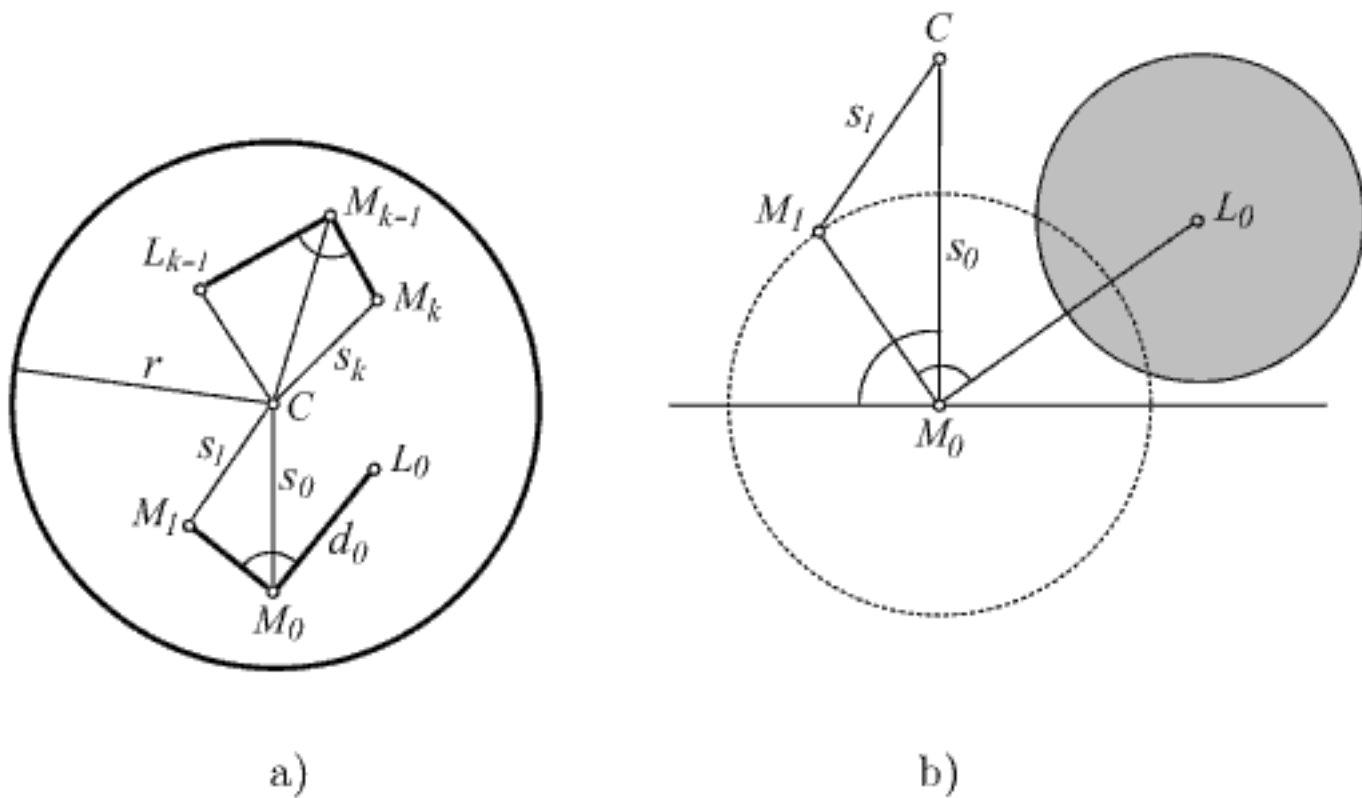 M_{k-1}
L_{k-1}
M_k
s_k
r
C
s_1
s_0
L_0
M_1
d_0
M_0
a)
C
s_1
M_1
L_0
s_0
M_0
b)